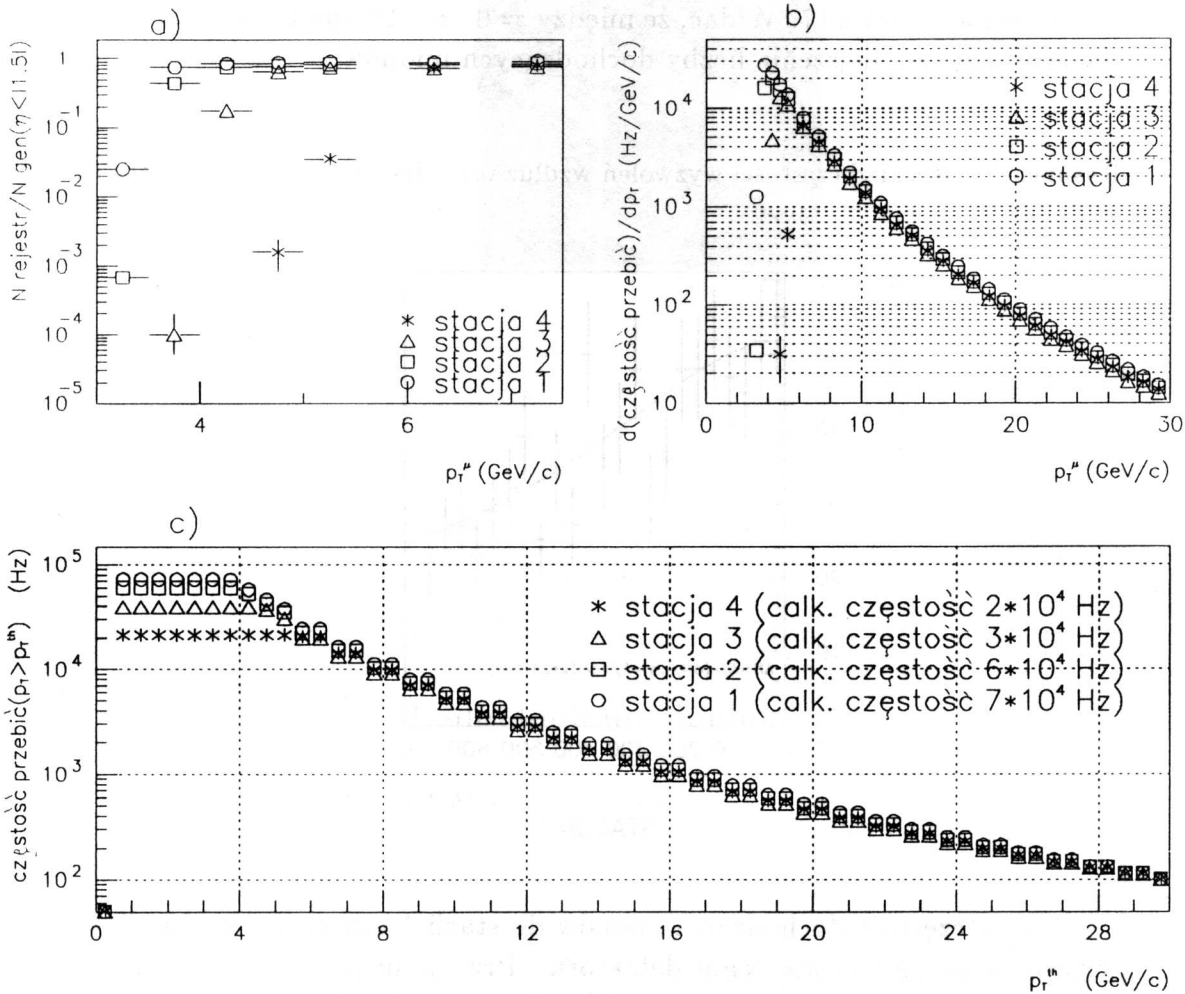 a)
N rejestr/N gen(η<1.5l)
1
10⁻¹
10⁻²
10⁻³
10⁻⁴
10⁻⁵
✳ stacja 4
△ stacja 3
□ stacja 2
○ stacja 1
4
6
p_T^μ (GeV/c)
b)
d(częstość przebić)/dp_T (Hz/GeV/c)
10⁴
10³
10²
10
✳ stacja 4
△ stacja 3
□ stacja 2
○ stacja 1
0
10
20
30
p_T^μ (GeV/c)
c)
częstość przebić(p_T>p_T^th) (Hz)
10⁵
10⁴
10³
10²
✳ stacja 4 (calk. częstość 2*10⁴ Hz)
△ stacja 3 (calk. częstość 3*10⁴ Hz)
□ stacja 2 (calk. częstość 6*10⁴ Hz)
○ stacja 1 (calk. częstość 7*10⁴ Hz)
0
4
8
12
16
20
24
28
p_T^th (GeV/c)